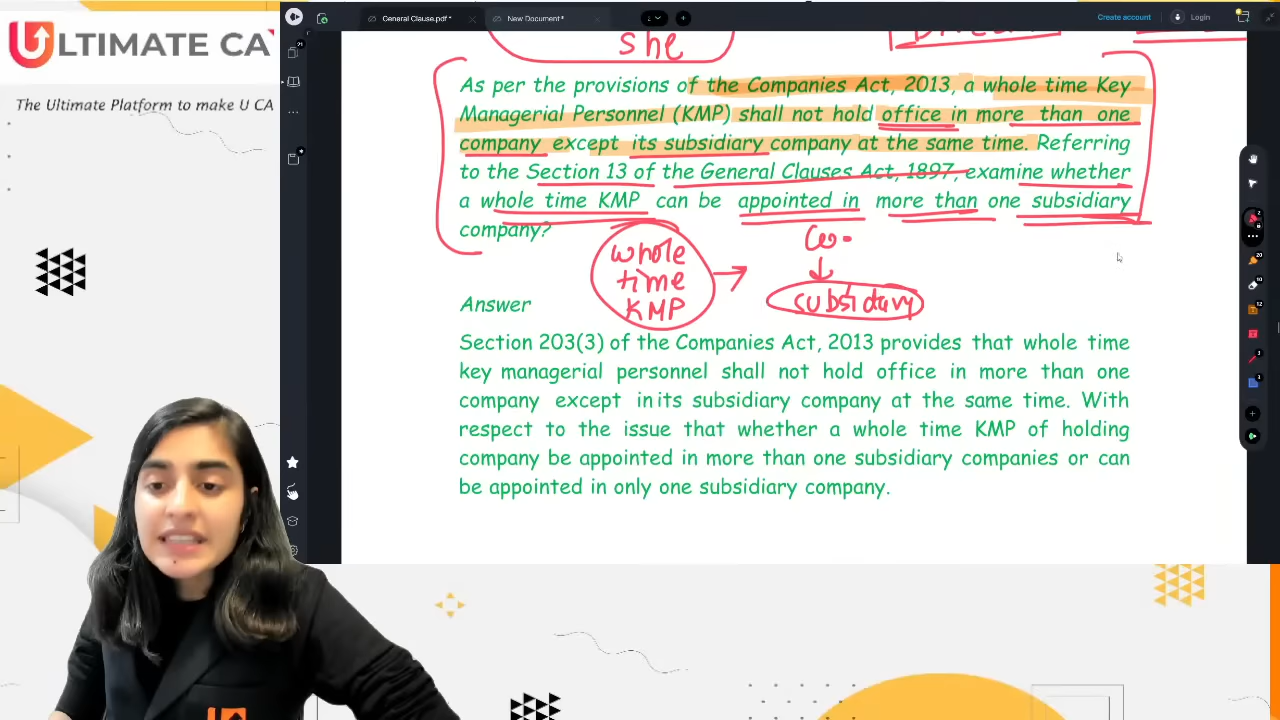 General Clause.pdf *
New Document*
Create account
Login
ULTIMATE CA
The Ultimate Platform to make U CA
she
As per the provisions of the Companies Act, 2013, a whole time Key
Managerial Personnel (KMP) shall not hold office in more than one
company except its subsidiary company at the same time. Referring
to the Section 13 of the General Clauses Act, 1897, examine whether
a whole time KMP can be appointed in more than one subsidiary
company?
whole
time
KMP
Co.
subsidary
Answer
Section 203(3) of the Companies Act, 2013 provides that whole time
key managerial personnel shall not hold office in more than one
company except in its subsidiary company at the same time. With
respect to the issue that whether a whole time KMP of holding
company be appointed in more than one subsidiary companies or can
be appointed in only one subsidiary company.